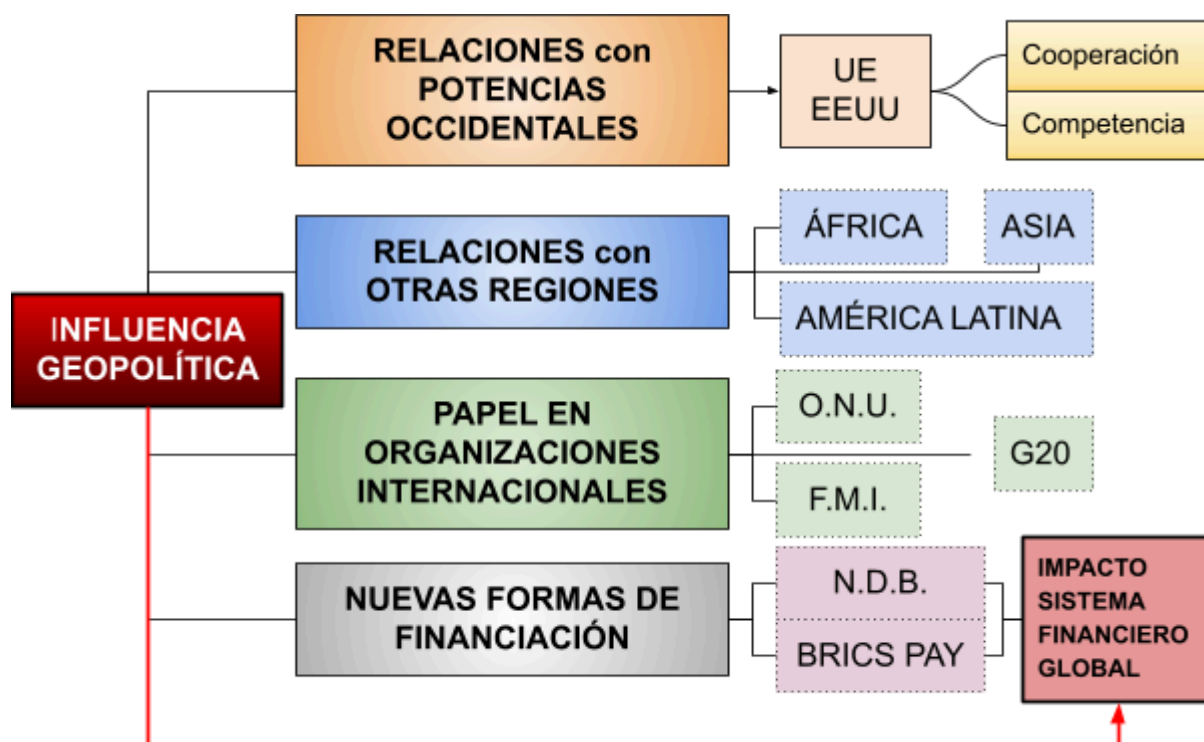 RELACIONES con
POTENCIAS
OCCIDENTALES
UE
EEUU
Cooperación
Competencia
RELACIONES con
OTRAS REGIONES
ÁFRICA
ASIA
AMÉRICA LATINA
INFLUENCIA
GEOPOLÍTICA
PAPEL EN
ORGANIZACIONES
INTERNACIONALES
O.N.U.
G20
F.M.I.
NUEVAS FORMAS DE
FINANCIACIÓN
N.D.B.
BRICS PAY
IMPACTO
SISTEMA
FINANCIERO
GLOBAL